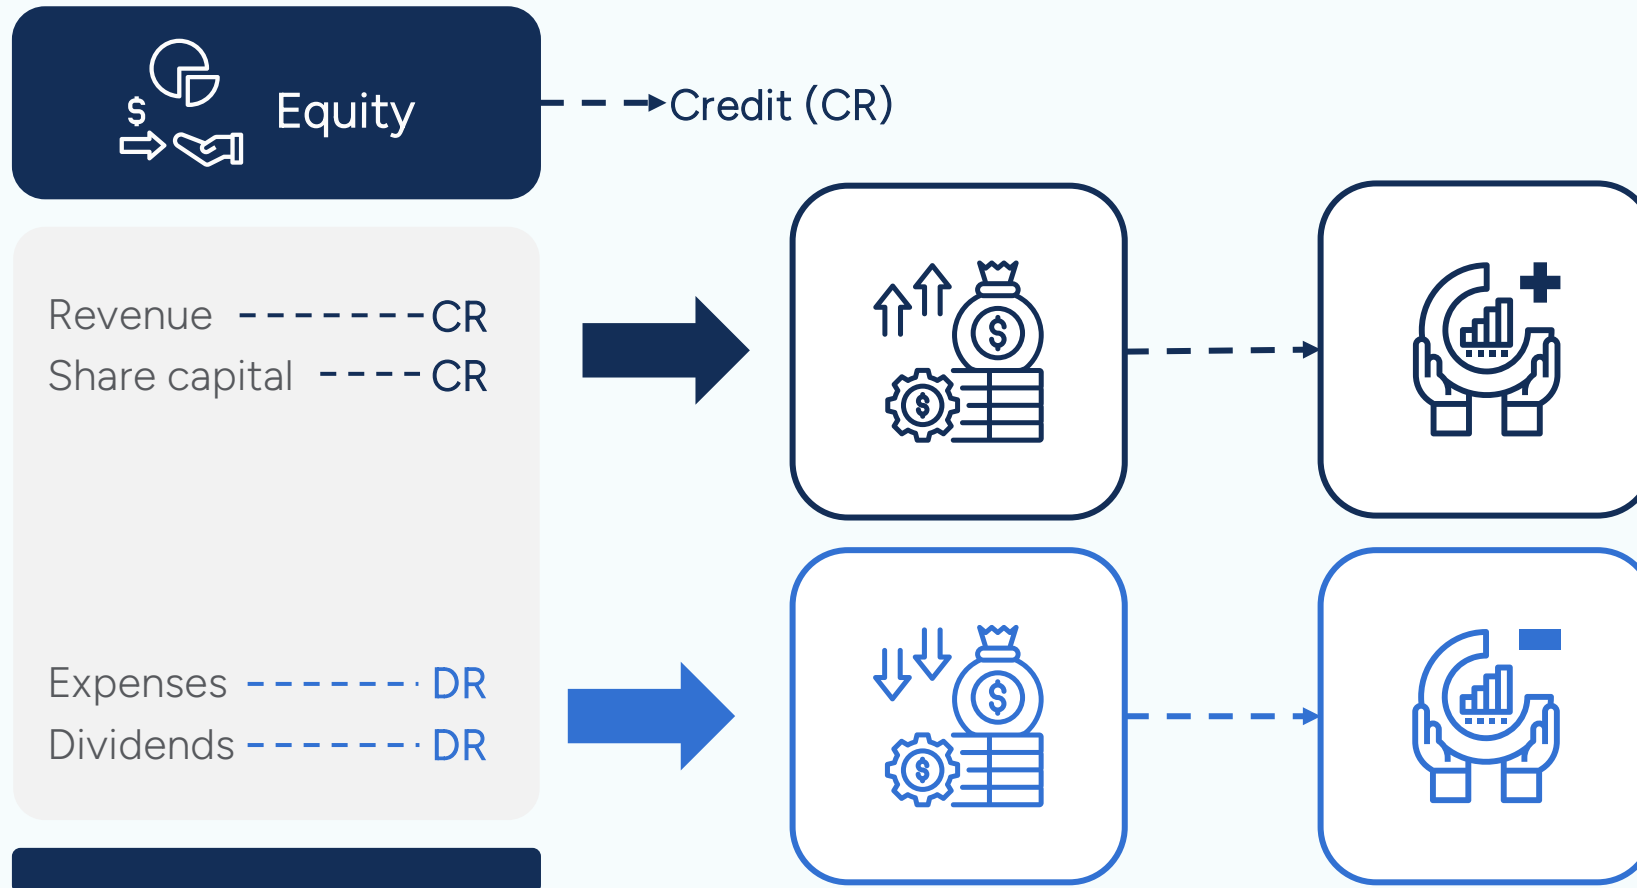 Equity
Credit (CR)
$
Revenue CR
Share capital CR
$
$
Expenses DR
Dividends DR
$
$